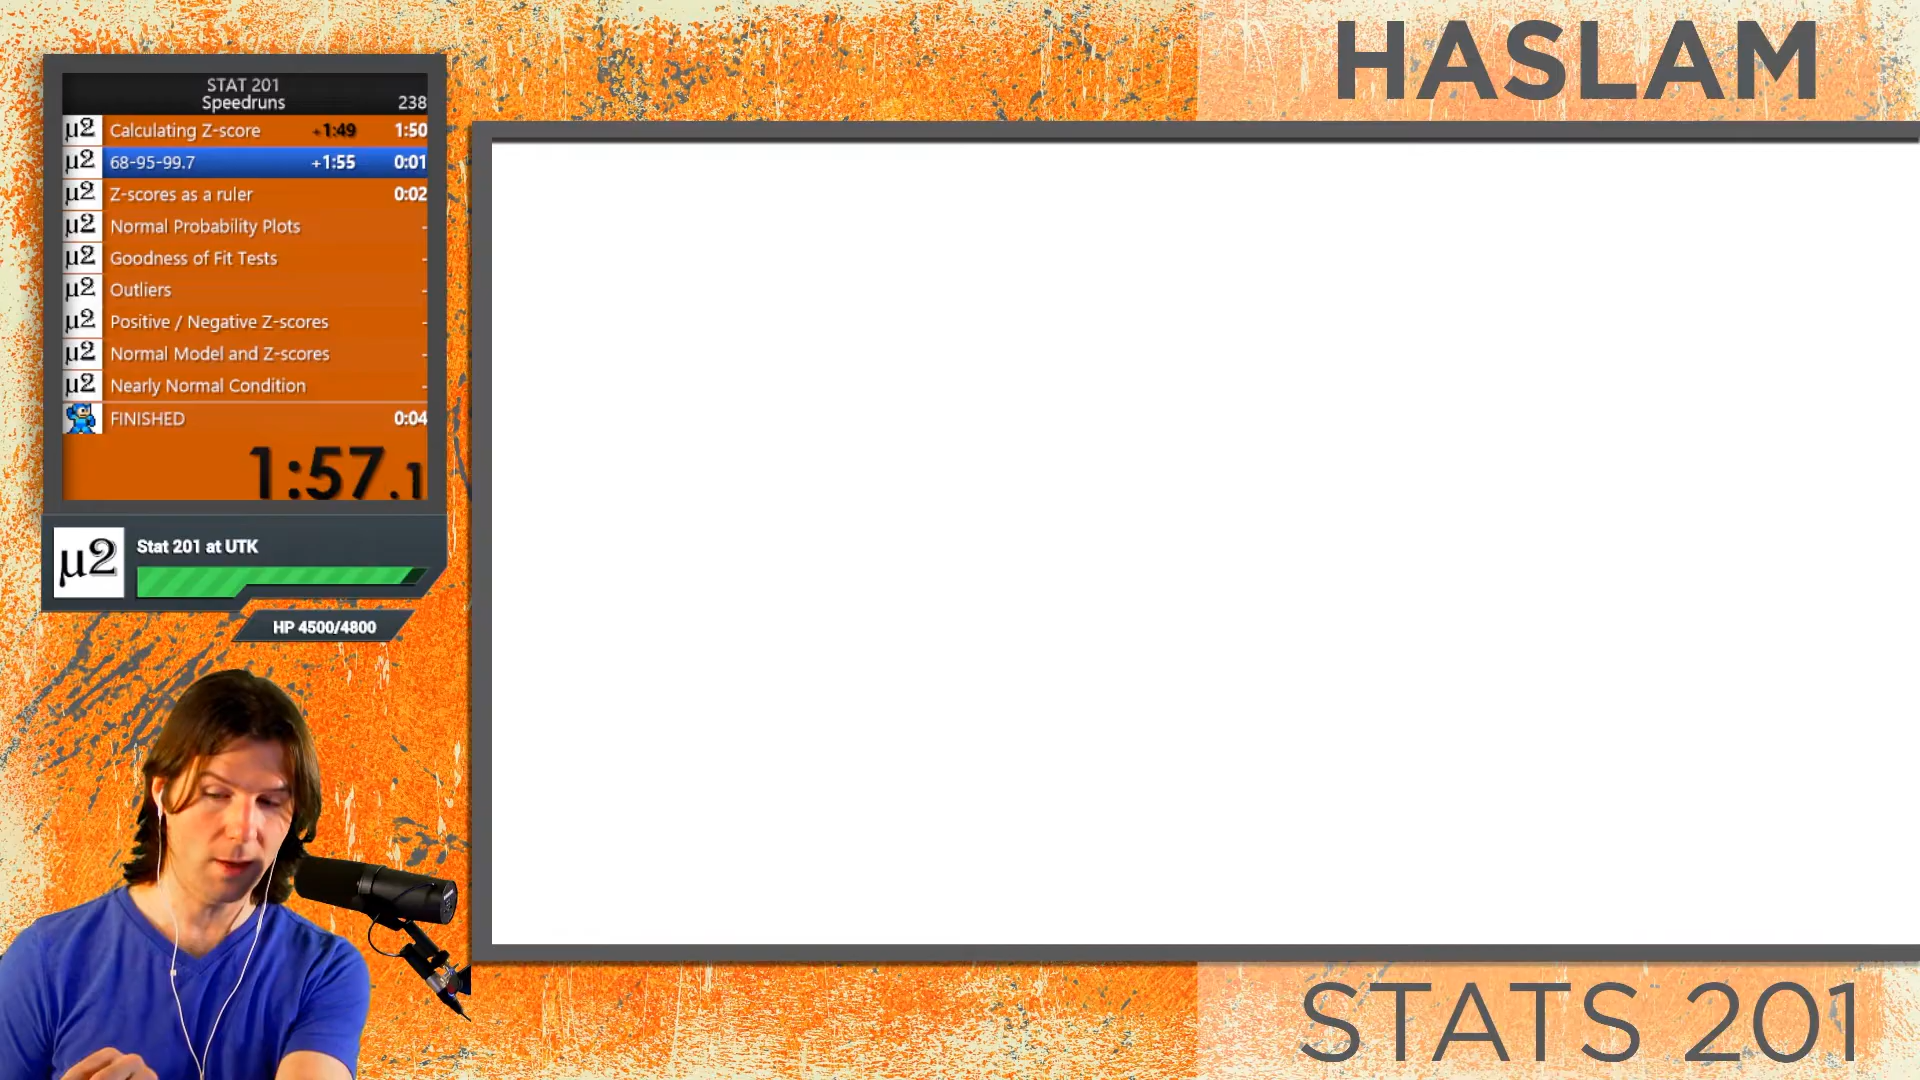 HASLAM
STAT 201
Speedruns 238
µ2 Calculating Z-score +1:49 1:50
µ2 68-95-99.7 +1:55 0:01
µ2 Z-scores as a ruler 0:02
µ2 Normal Probability Plots -
µ2 Goodness of Fit Tests -
µ2 Outliers -
µ2 Positive / Negative Z-scores -
µ2 Normal Model and Z-scores -
µ2 Nearly Normal Condition -
FINISHED 0:04
1:57.1
µ2 Stat 201 at UTK
HP 4500/4800
STATS 201